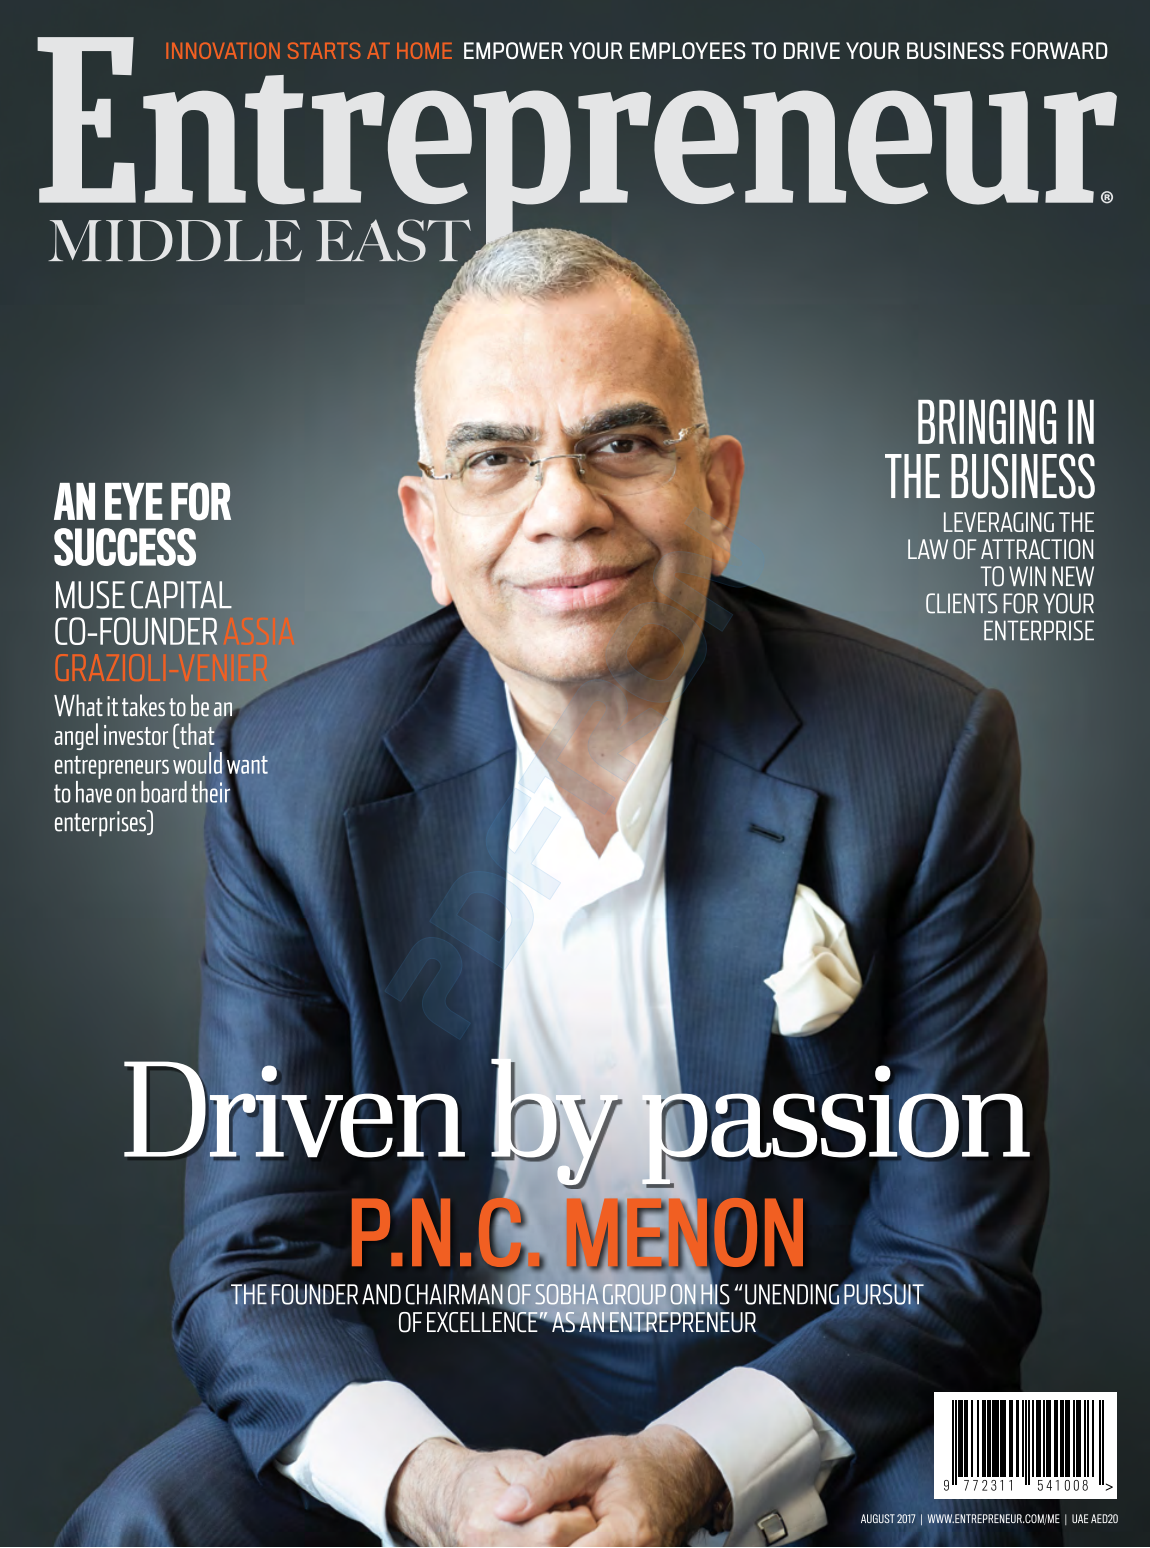 INNOVATION STARTS AT HOME EMPOWER YOUR EMPLOYEES TO DRIVE YOUR BUSINESS FORWARD
Entrepreneur®
MIDDLE EAST
BRINGING IN
THE BUSINESS
LEVERAGING THE
LAW OF ATTRACTION
TO WIN NEW
CLIENTS FOR YOUR
ENTERPRISE
AN EYE FOR
SUCCESS
MUSE CAPITAL
CO-FOUNDER ASSIA
GRAZIOLI-VENIER
What it takes to be an
angel investor (that
entrepreneurs would want
to have on board their
enterprises)
Driven by passion
P.N.C. MENON
THE FOUNDER AND CHAIRMAN OF SOBHA GROUP ON HIS “UNENDING PURSUIT
OF EXCELLENCE” AS AN ENTREPRENEUR
9 772311 541008 >
AUGUST 2017 | WWW.ENTREPRENEUR.COM/ME | UAE AED20